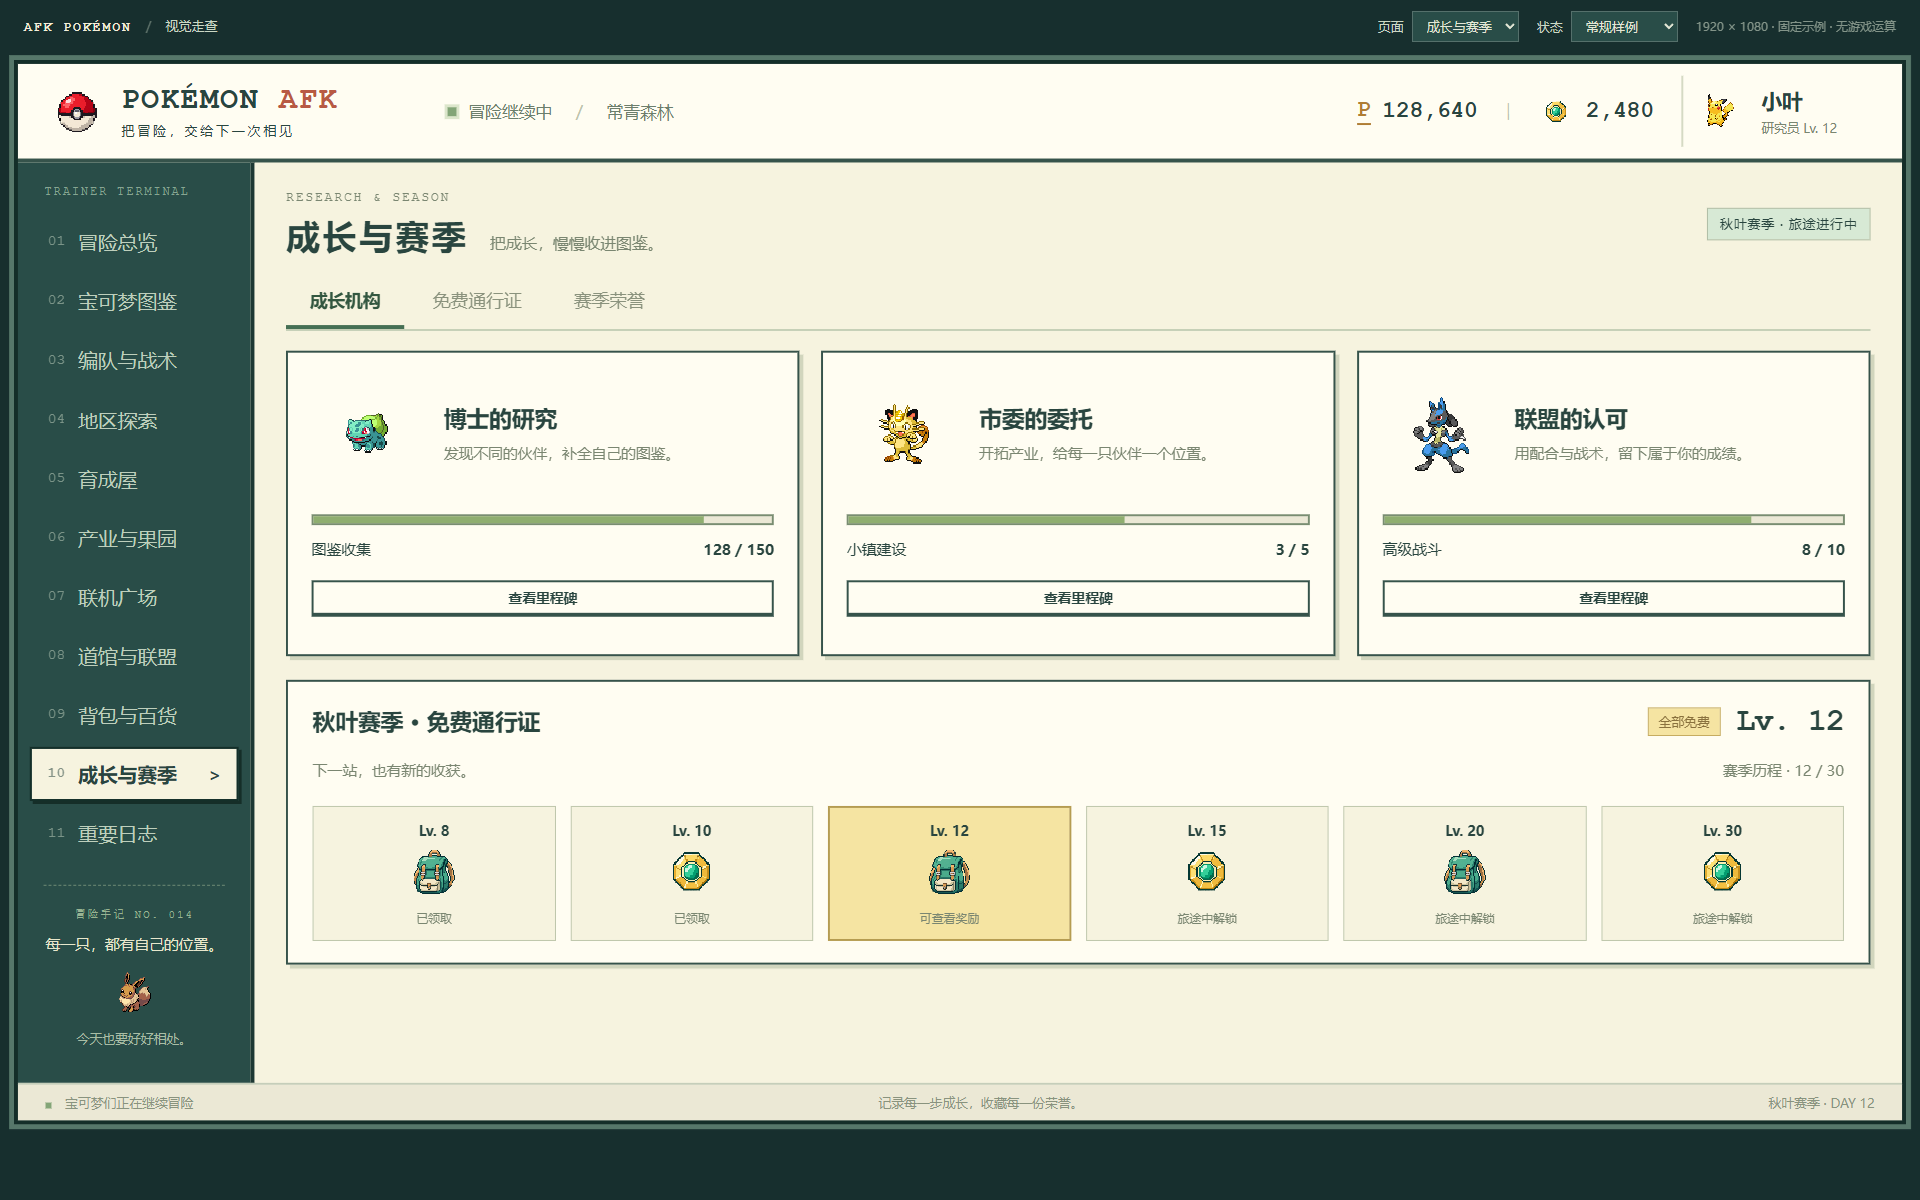 AFK POKÉMON / 视觉走查
页面 成长与赛季 状态 常规样例 1920 × 1080 · 固定示例 · 无游戏运算
POKÉMON AFK
把冒险，交给下一次相见
冒险继续中 / 常青森林
P 128,640 | 2,480
小叶
研究员 Lv. 12
TRAINER TERMINAL
01 冒险总览
02 宝可梦图鉴
03 编队与战术
04 地区探索
05 育成屋
06 产业与果园
07 联机广场
08 道馆与联盟
09 背包与百货
10 成长与赛季 >
11 重要日志
冒险手记 NO. 014
每一只，都有自己的位置。
今天也要好好相处。
RESEARCH & SEASON
成长与赛季 把成长，慢慢收进图鉴。
秋叶赛季 · 旅途进行中
成长机构 免费通行证 赛季荣誉
博士的研究
发现不同的伙伴，补全自己的图鉴。
图鉴收集 128 / 150
查看里程碑
市委的委托
开拓产业，给每一只伙伴一个位置。
小镇建设 3 / 5
查看里程碑
联盟的认可
用配合与战术，留下属于你的成绩。
高级战斗 8 / 10
查看里程碑
秋叶赛季 · 免费通行证
全部免费 Lv. 12
下一站，也有新的收获。
赛季历程 · 12 / 30
Lv. 8
已领取
Lv. 10
已领取
Lv. 12
可查看奖励
Lv. 15
旅途中解锁
Lv. 20
旅途中解锁
Lv. 30
旅途中解锁
宝可梦们正在继续冒险
记录每一步成长，收藏每一份荣誉。
秋叶赛季 · DAY 12